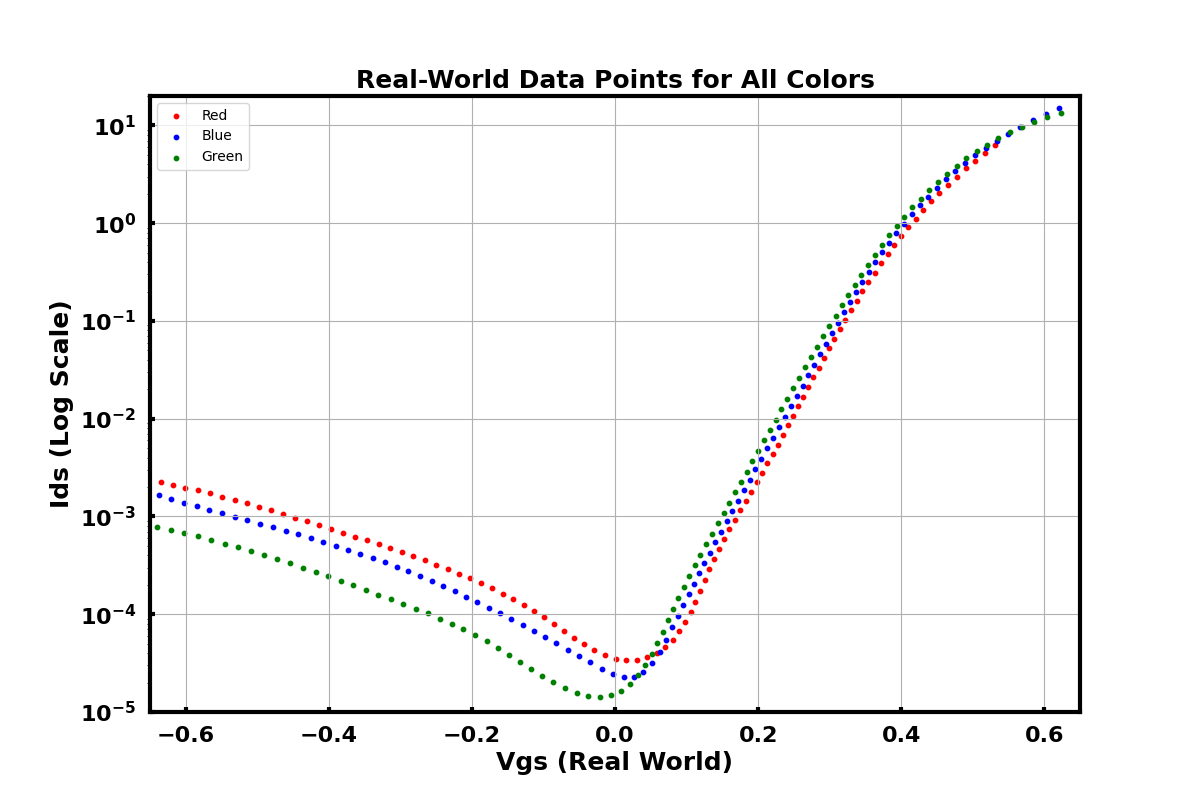 Real-World Data Points for All Colors
Red
Blue
Green
Ids (Log Scale)
10¹
10⁰
10⁻¹
10⁻²
10⁻³
10⁻⁴
10⁻⁵
−0.6 −0.4 −0.2 0.0 0.2 0.4 0.6
Vgs (Real World)